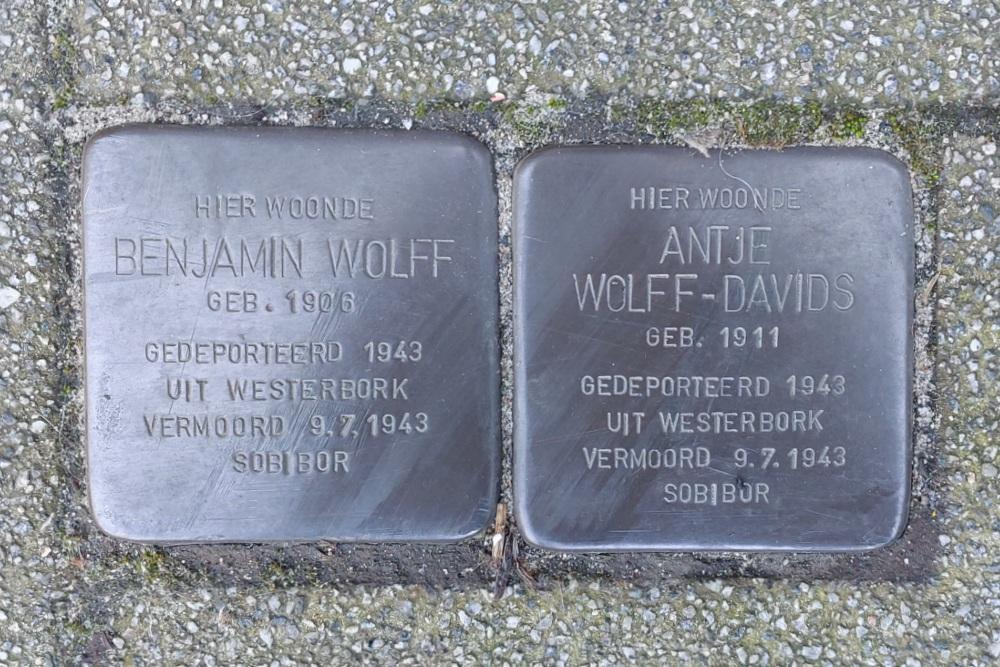 HIER WOONDE
BENJAMIN WOLFF
GEB. 1906
GEDEPORTEERD 1943
UIT WESTERBORK
VERMOORD 9.7.1943
SOBIBOR
HIER WOONDE
ANTJE
WOLFF-DAVIDS
GEB. 1911
GEDEPORTEERD 1943
UIT WESTERBORK
VERMOORD 9.7.1943
SOBIBOR